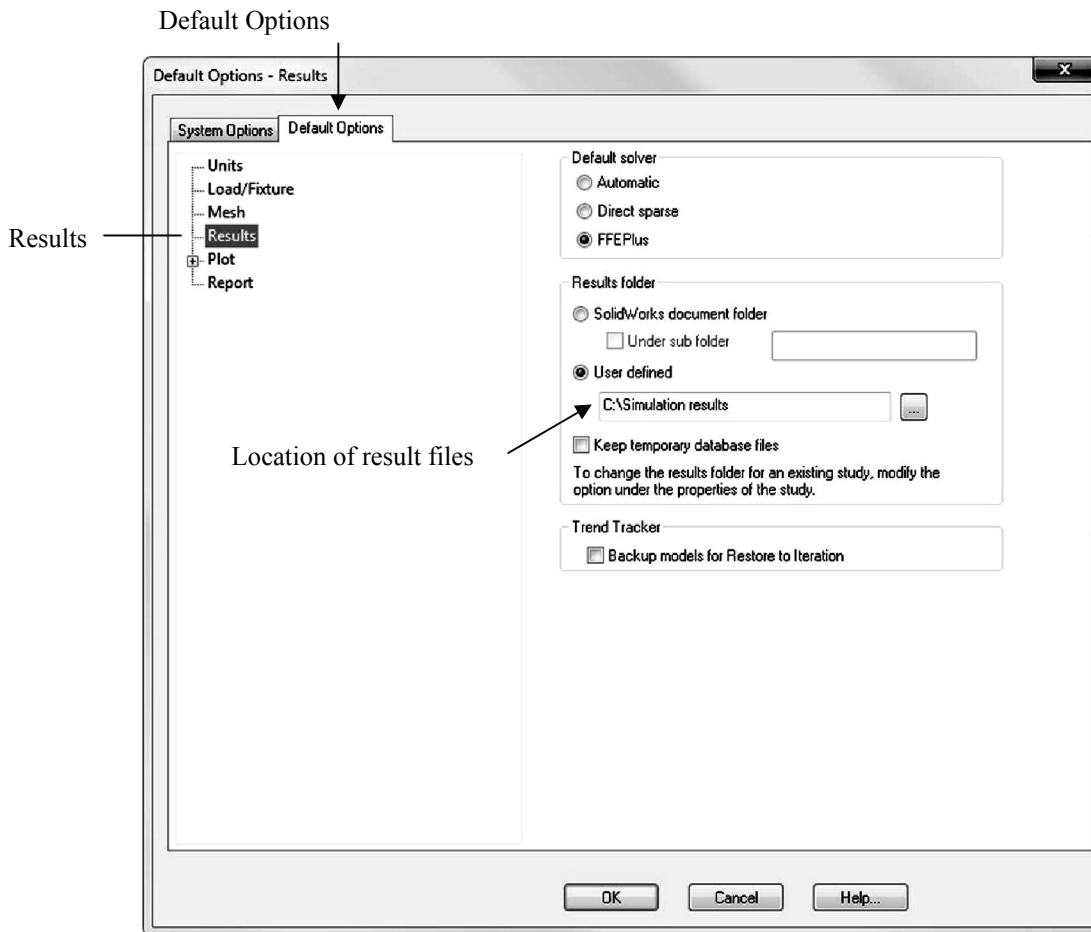 Default Options
Default Options - Results
x
System Options
Default Options
Units
Load/Fixture
Mesh
Results
Plot
Report
Results
Default solver
Automatic
Direct sparse
FFEPlus
Results folder
SolidWorks document folder
Under sub folder
User defined
C:\Simulation results
...
Location of result files
Keep temporary database files
To change the results folder for an existing study, modify the
option under the properties of the study.
Trend Tracker
Backup models for Restore to Iteration
OK
Cancel
Help...